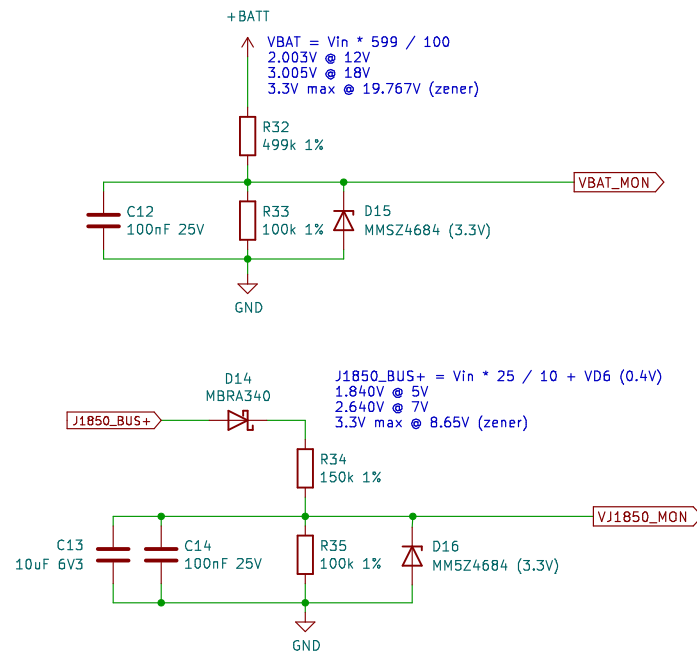 +BATT
VBAT = Vin * 599 / 100
2.003V @ 12V
3.005V @ 18V
3.3V max @ 19.767V (zener)
R32
499k 1%
VBAT_MON
C12
100nF 25V
R33
100k 1%
D15
MMSZ4684 (3.3V)
GND
D14
MBRA340
J1850_BUS+ = Vin * 25 / 10 + VD6 (0.4V)
1.840V @ 5V
2.640V @ 7V
3.3V max @ 8.65V (zener)
J1850_BUS+
R34
150k 1%
VJ1850_MON
C13
10uF 6V3
C14
100nF 25V
R35
100k 1%
D16
MM5Z4684 (3.3V)
GND